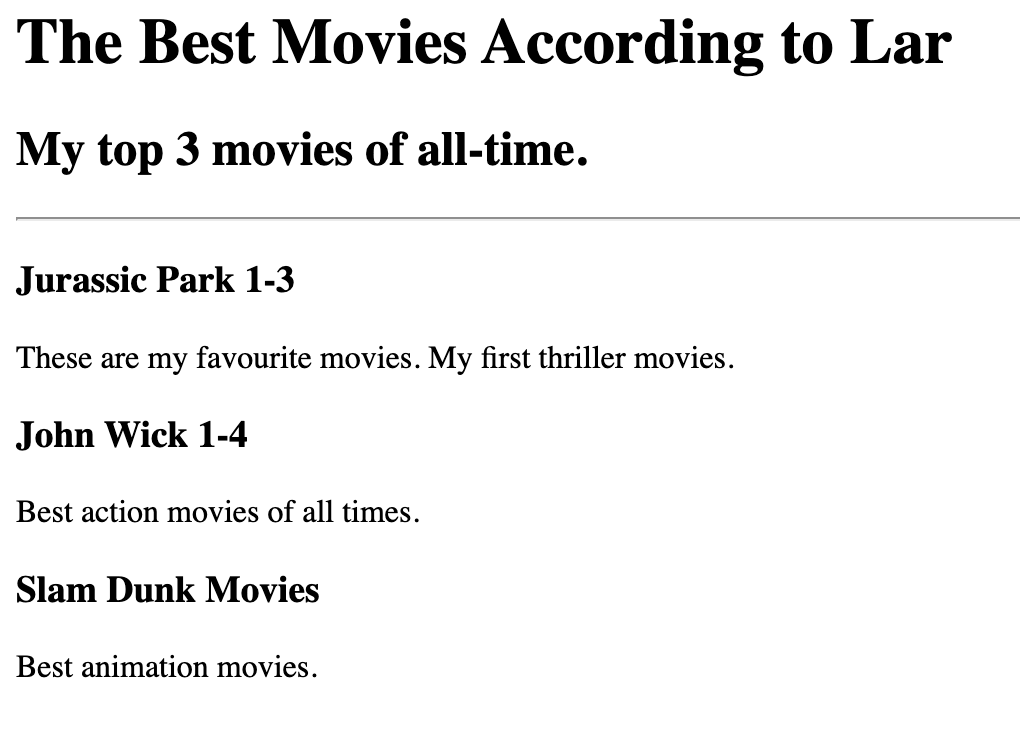 The Best Movies According to Lar
My top 3 movies of all-time.
Jurassic Park 1-3
These are my favourite movies. My first thriller movies.
John Wick 1-4
Best action movies of all times.
Slam Dunk Movies
Best animation movies.